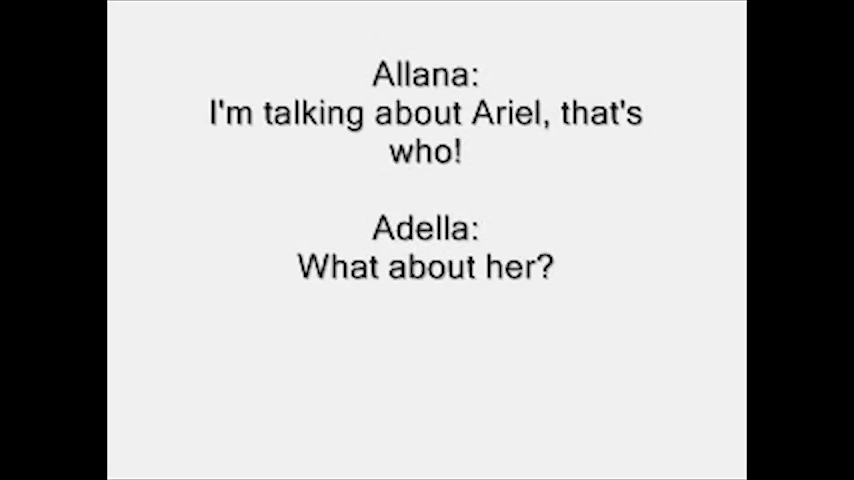 Allana:
I'm talking about Ariel, that's
who!
Adella:
What about her?